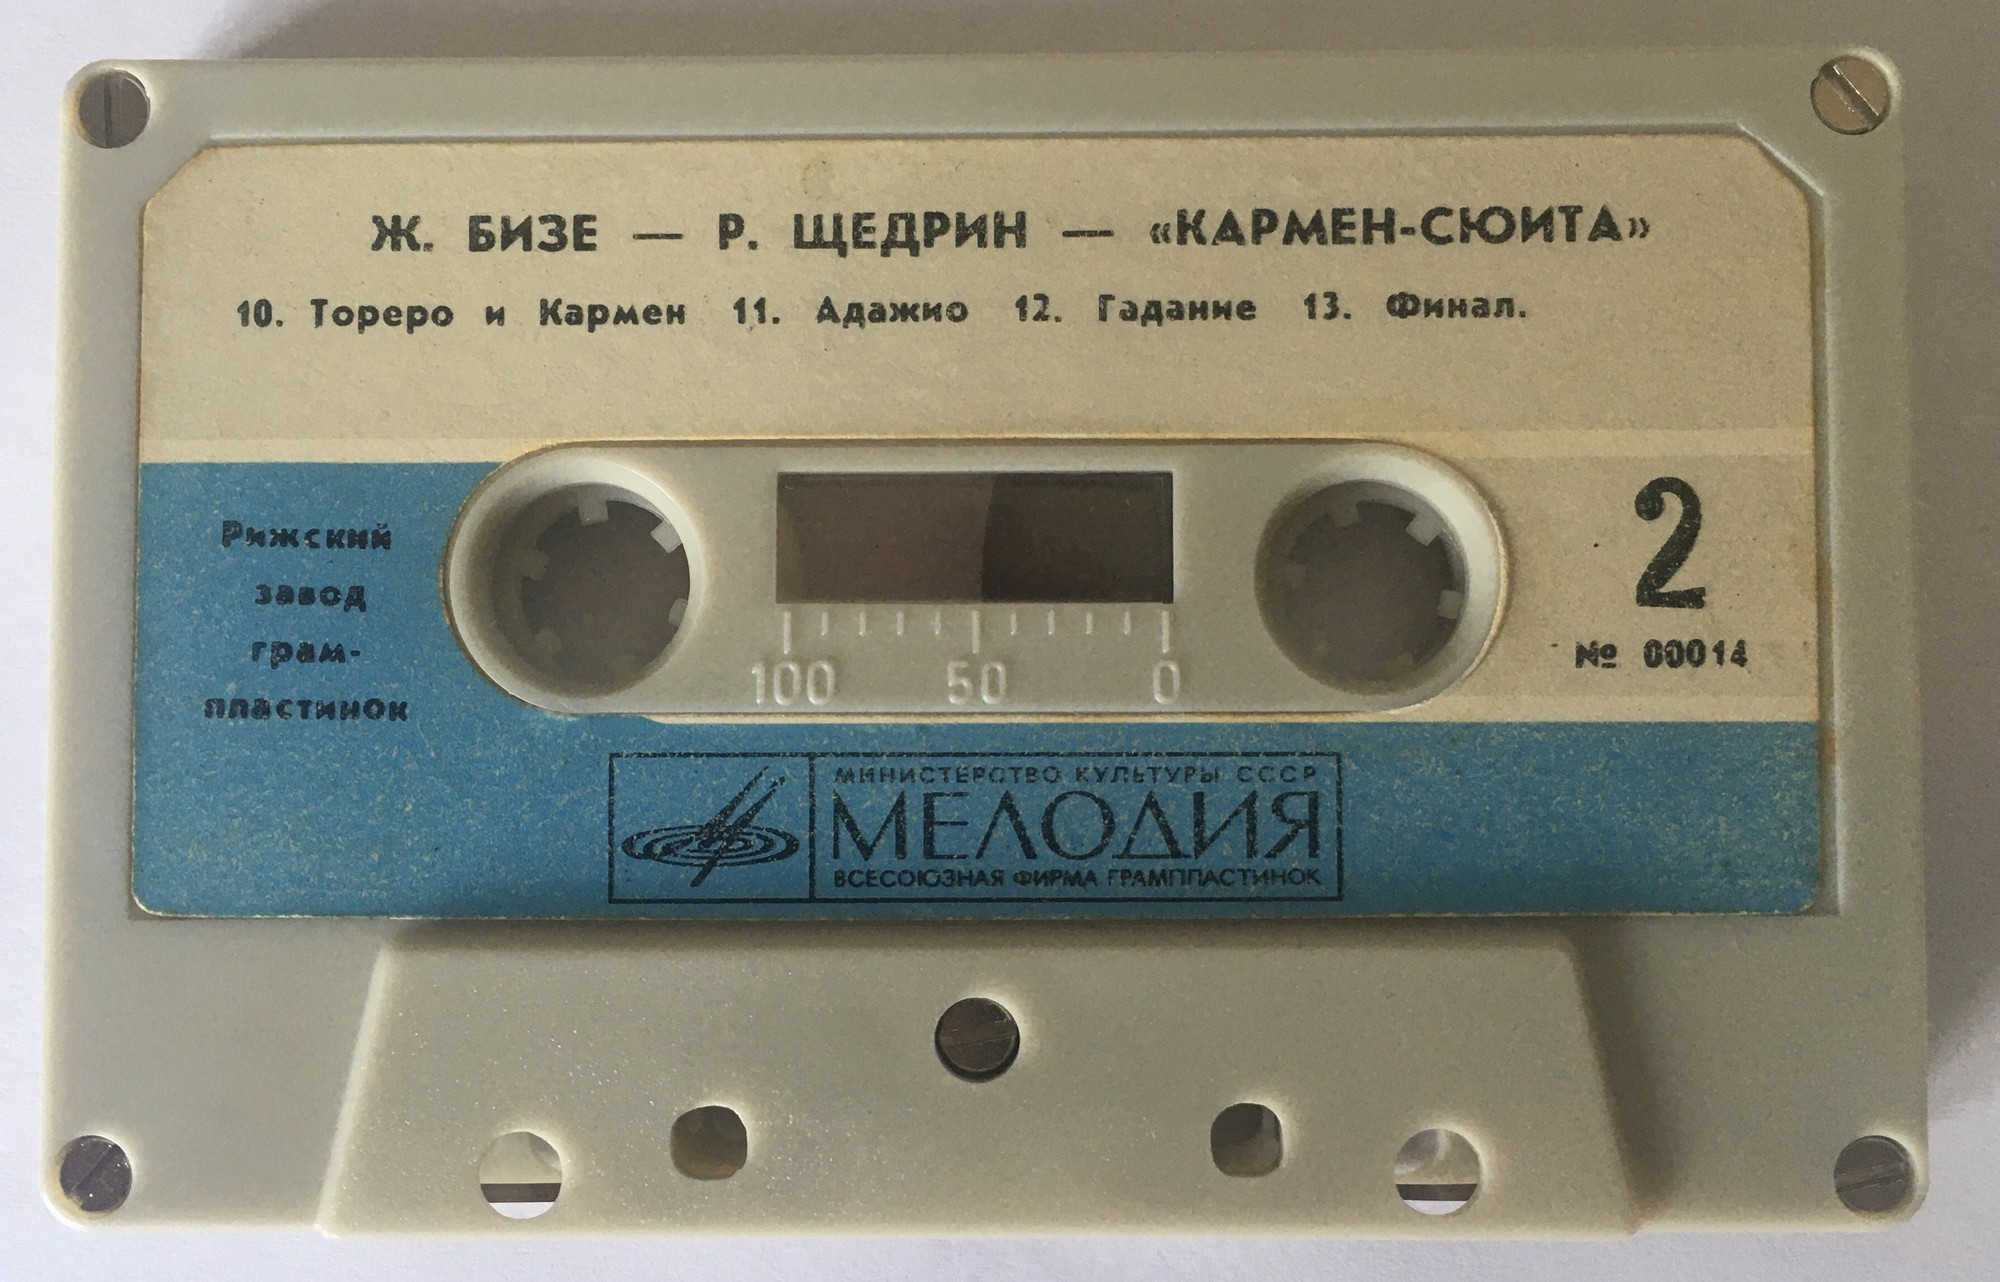 Ж. БИЗЕ — Р. ЩЕДРИН — «КАРМЕН-СЮИТА»
10. Тореро и Кармен 11. Адажио 12. Гадание 13. Финал.
Рижский
завод
грам-
пластинок
100 50 0
2
№ 00014
МИНИСТЕРСТВО КУЛЬТУРЫ СССР
МЕЛОДИЯ
ВСЕСОЮЗНАЯ ФИРМА ГРАМПЛАСТИНОК